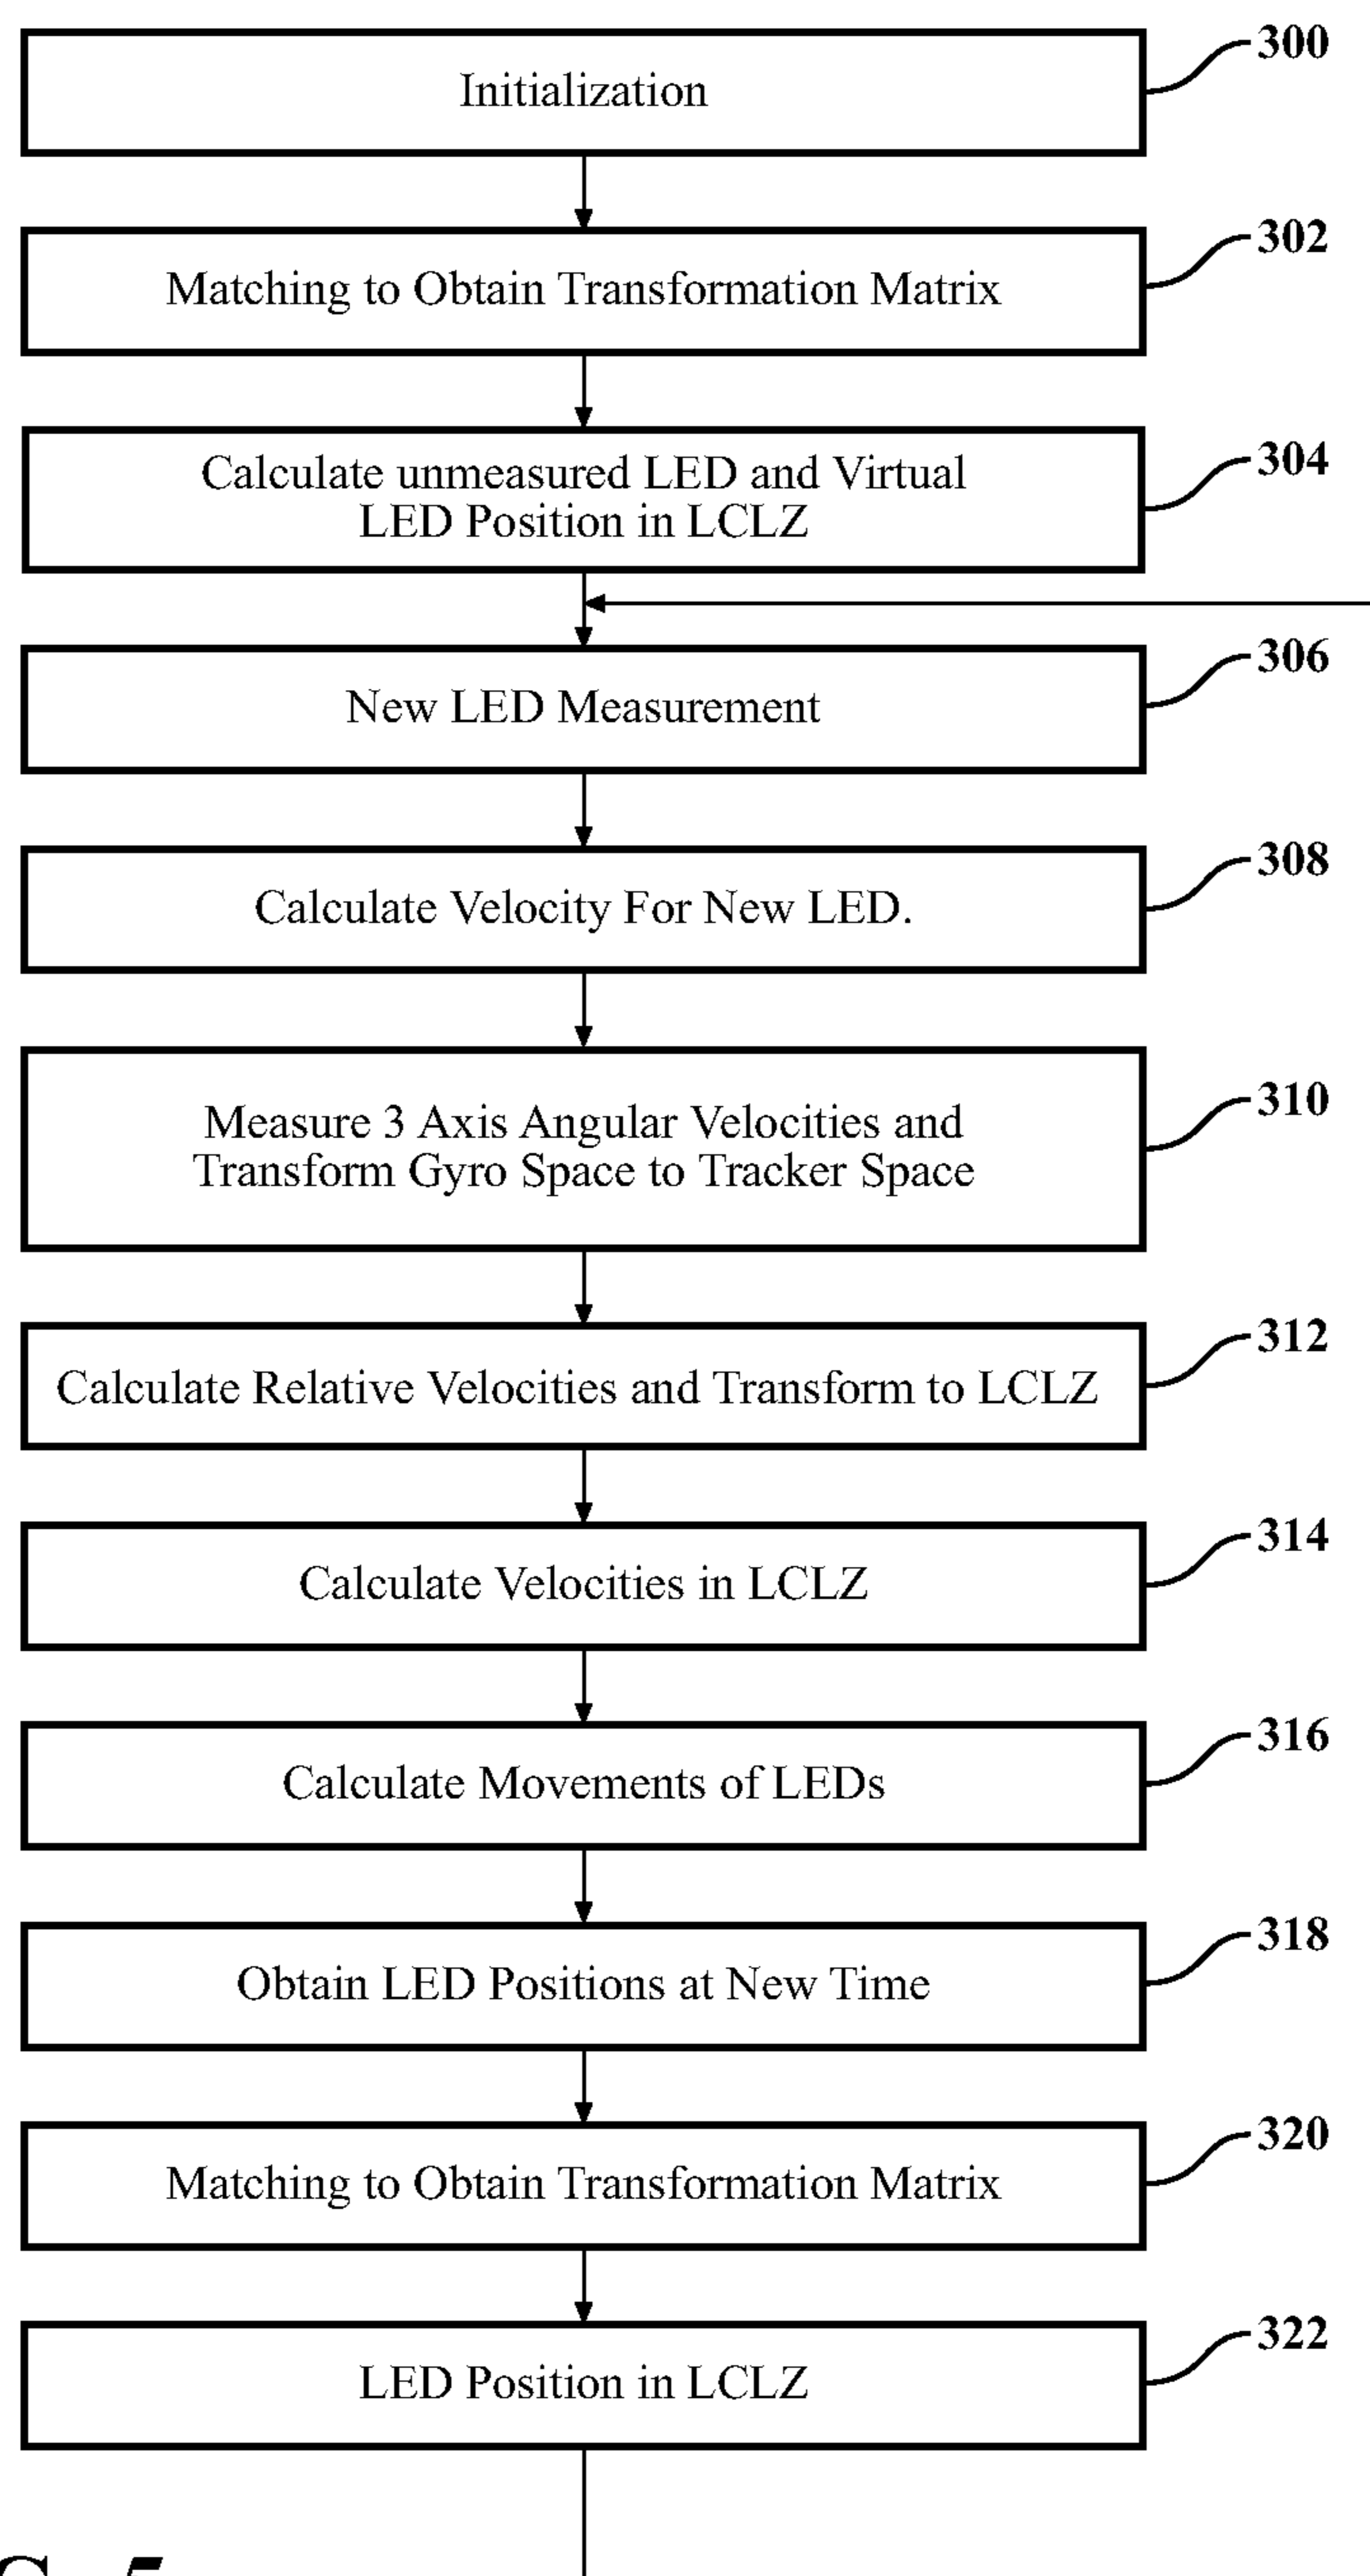 Initialization
300
Matching to Obtain Transformation Matrix
302
Calculate unmeasured LED and Virtual
LED Position in LCLZ
304
New LED Measurement
306
Calculate Velocity For New LED.
308
Measure 3 Axis Angular Velocities and
Transform Gyro Space to Tracker Space
310
Calculate Relative Velocities and Transform to LCLZ
312
Calculate Velocities in LCLZ
314
Calculate Movements of LEDs
316
Obtain LED Positions at New Time
318
Matching to Obtain Transformation Matrix
320
LED Position in LCLZ
322